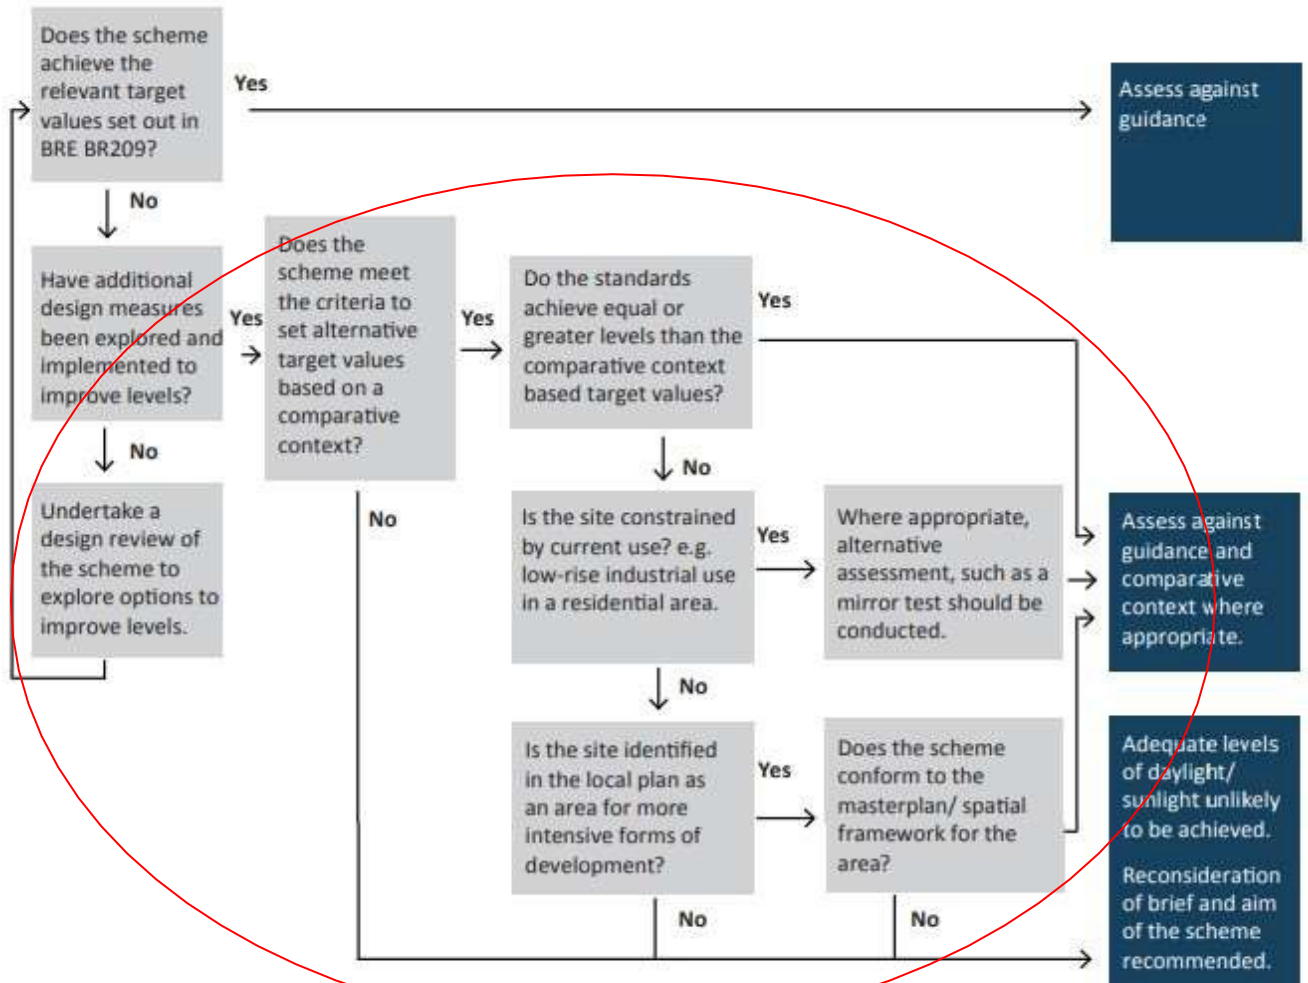 Does the scheme
achieve the
relevant target
values set out in
BRE BR209?
Yes
Assess against
guidance
No
Have additional
design measures
been explored and
implemented to
improve levels?
Yes
Does the
scheme meet
the criteria to
set alternative
target values
based on a
comparative
context?
Yes
Do the standards
achieve equal or
greater levels than the
comparative context
based target values?
Yes
No
Undertake a
design review of
the scheme to
explore options to
improve levels.
No
No
Is the site constrained
by current use? e.g.
low-rise industrial use
in a residential area.
Yes
Where appropriate,
alternative
assessment, such as a
mirror test should be
conducted.
Assess against
guidance and
comparative
context where
appropriate.
No
Is the site identified
in the local plan as
an area for more
intensive forms of
development?
Yes
Does the scheme
conform to the
masterplan/ spatial
framework for the
area?
Adequate levels
of daylight/
sunlight unlikely
to be achieved.
Reconsideration
of brief and aim
of the scheme
recommended.
No
No